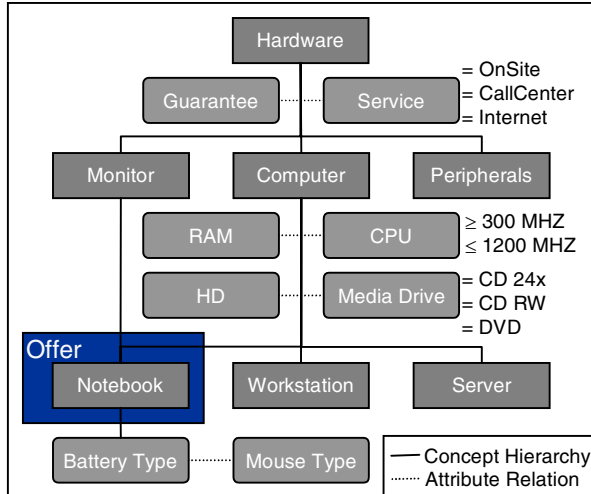 Hardware
Guarantee
Service
= OnSite
= CallCenter
= Internet
Monitor
Computer
Peripherals
RAM
CPU
≥ 300 MHZ
≤ 1200 MHZ
HD
Media Drive
= CD 24x
= CD RW
= DVD
Offer
Notebook
Workstation
Server
Battery Type
Mouse Type
Concept Hierarchy
Attribute Relation